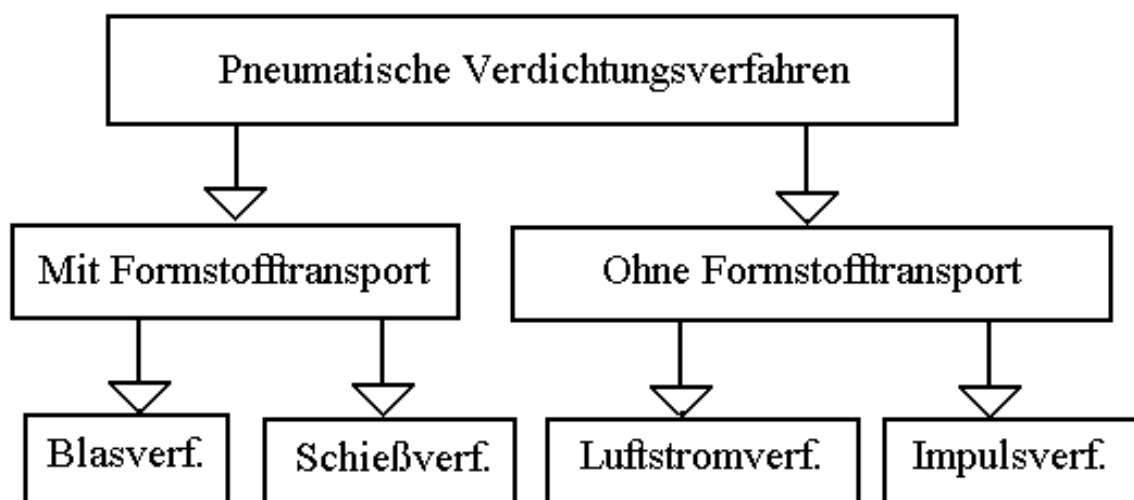 Pneumatische Verdichtungsverfahren
Mit Formstofftransport
Ohne Formstofftransport
Blasverf.
Schießverf.
Luftstromverf.
Impulsverf.